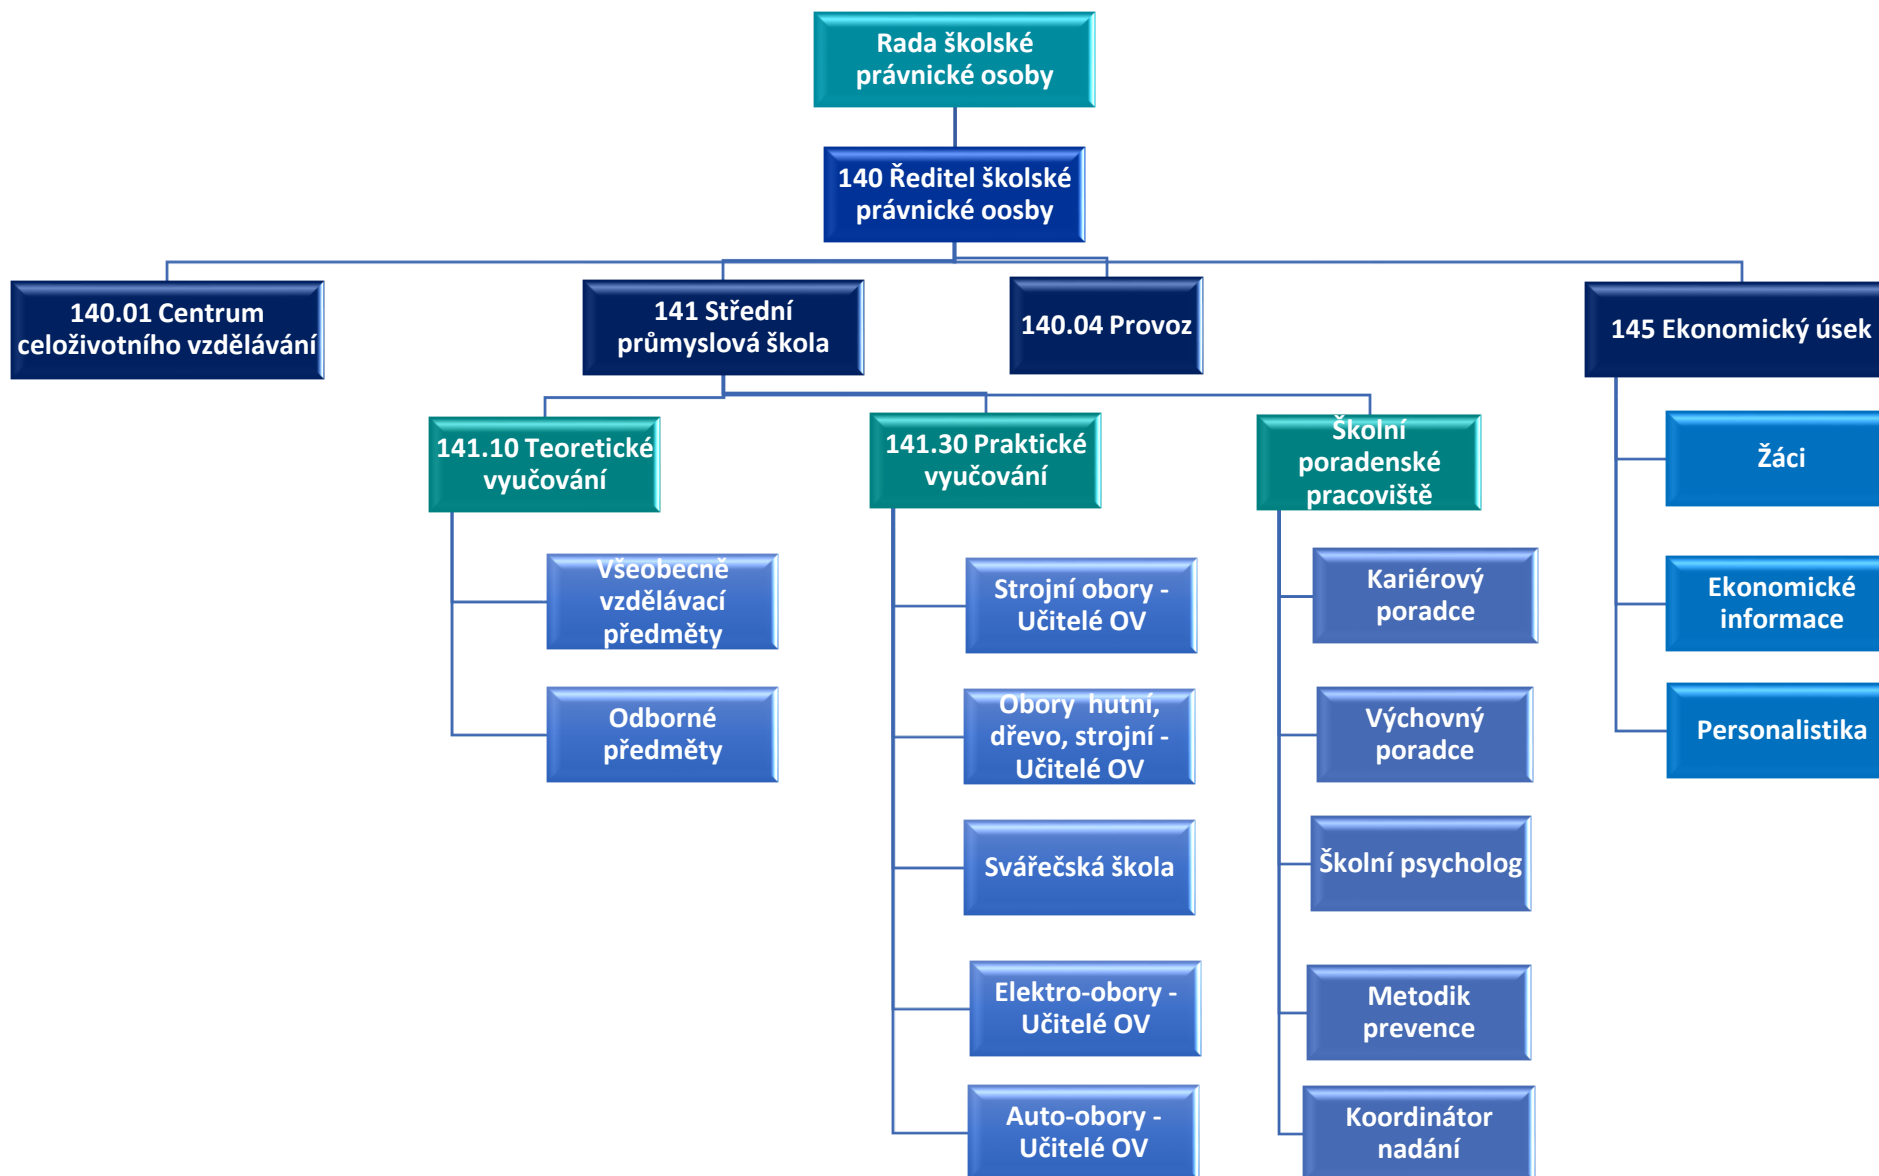 Rada školské
právnické osoby
140 Ředitel školské
právnické oosby
140.01 Centrum
celoživotního vzdělávání
141 Střední
průmyslová škola
140.04 Provoz
145 Ekonomický úsek
141.10 Teoretické
vyučování
Všeobecně
vzdělávací
předměty
Odborné
předměty
141.30 Praktické
vyučování
Strojní obory -
Učitelé OV
Obory  hutní,
dřevo, strojní -
Učitelé OV
Svářečská škola
Elektro-obory -
Učitelé OV
Auto-obory -
Učitelé OV
Školní
poradenské
pracoviště
Kariérový
poradce
Výchovný
poradce
Školní psycholog
Metodik
prevence
Koordinátor
nadání
Žáci
Ekonomické
informace
Personalistika